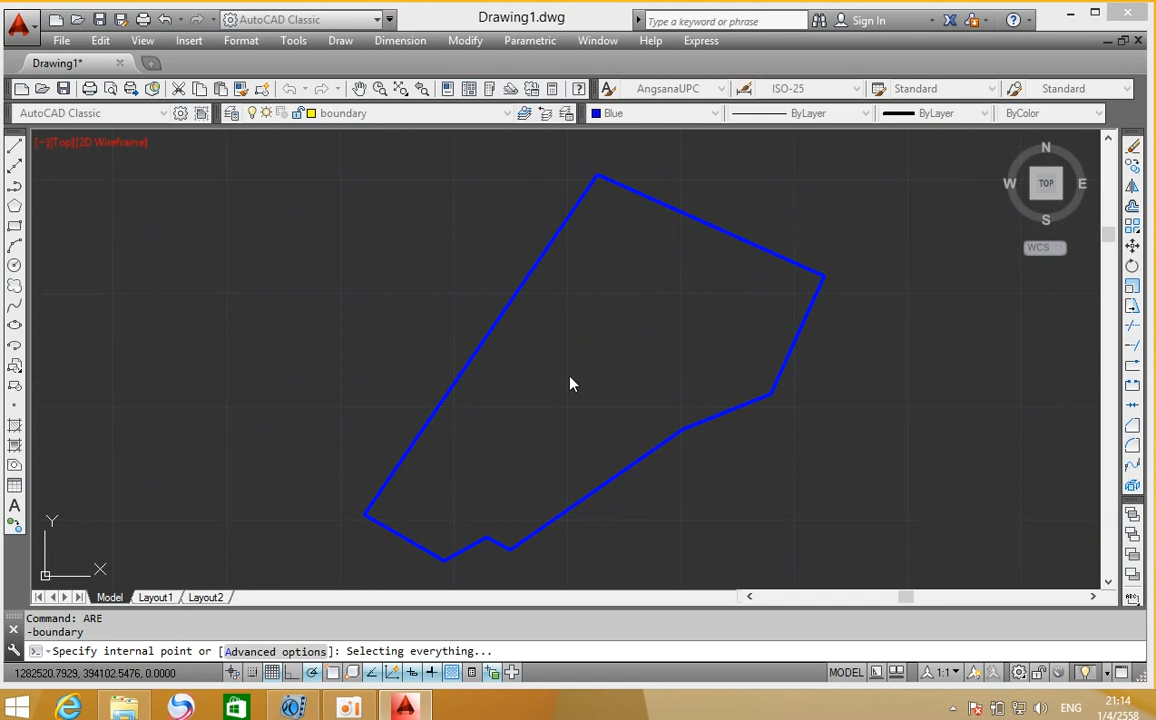 AutoCAD Classic
Drawing1.dwg
Type a keyword or phrase
Sign In
File Edit View Insert Format Tools Draw Dimension Modify Parametric Window Help Express
Drawing1*
AngsanaUPC ISO-25 Standard Standard
AutoCAD Classic boundary Blue ByLayer ByLayer ByColor
[−][Top][2D Wireframe]
N
W TOP E
S
WCS
Y
X
Model Layout1 Layout2
Command: ARE
-boundary
Specify internal point or [Advanced options]: Selecting everything...
1282520.7929, 394102.5476, 0.0000 MODEL 1:1
ENG
21:14
1/4/2558